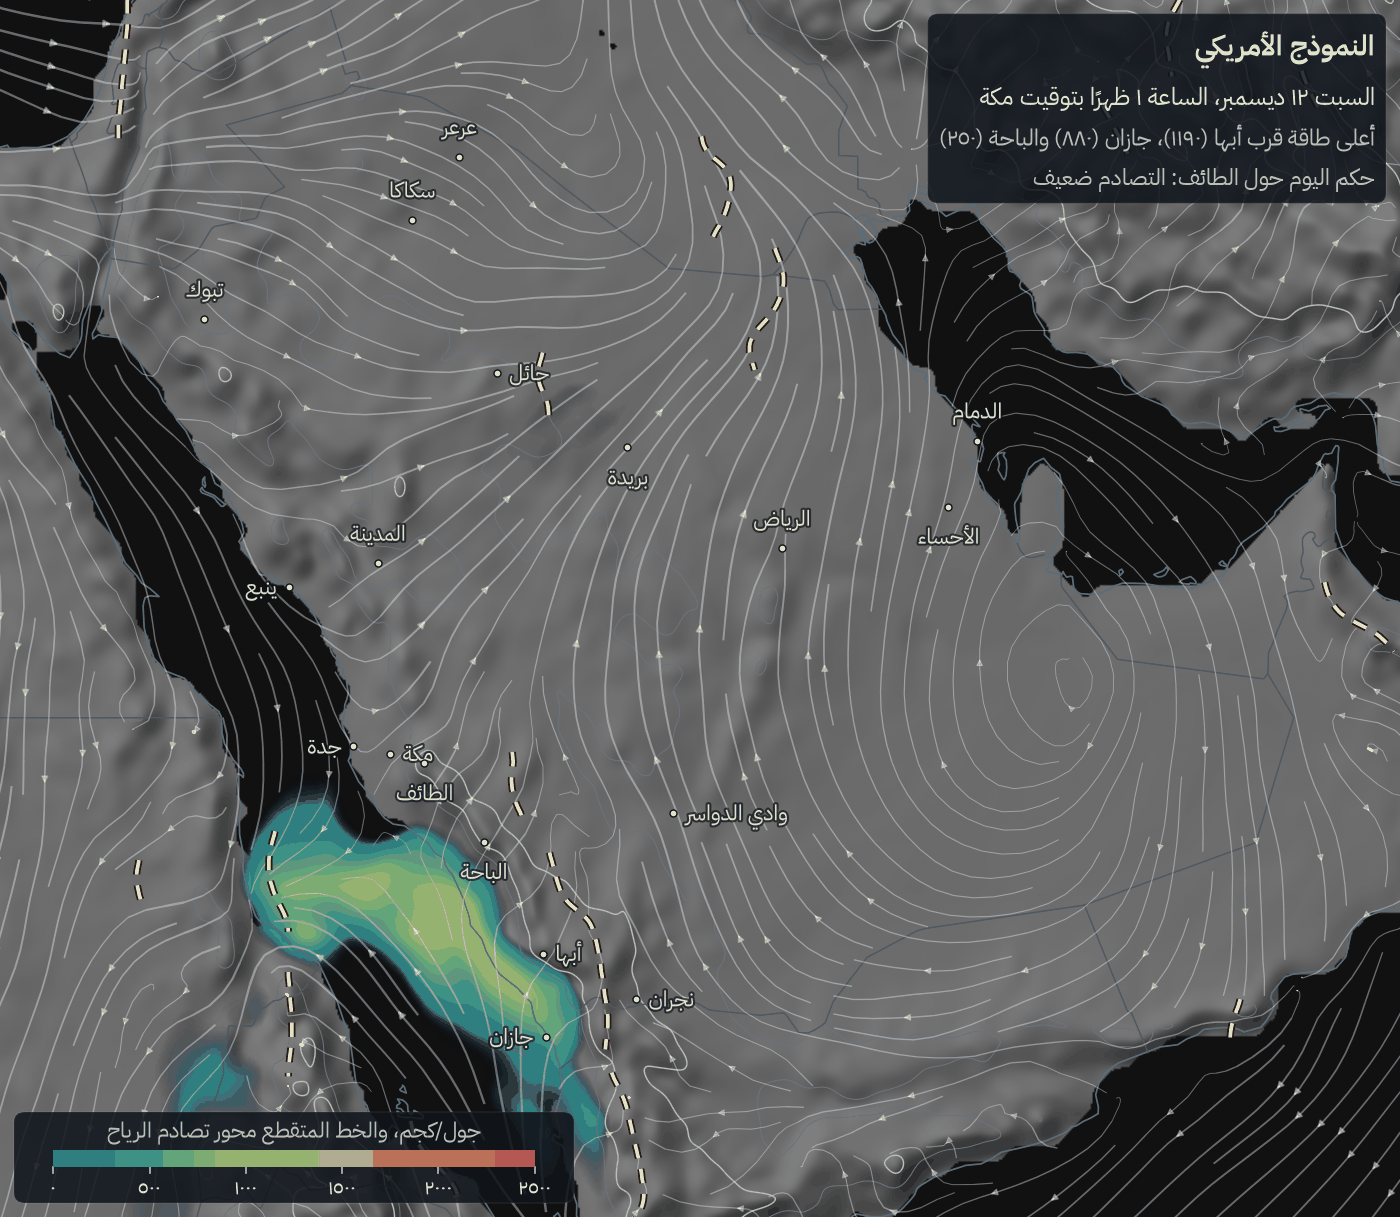 النموذج الأمريكي
السبت ١٢ ديسمبر، الساعة ١ ظهرًا بتوقيت مكة
أعلى طاقة قرب أبها (١١٩٠)، جازان (٨٨٠) والباحة (٢٥٠)
حكم اليوم حول الطائف: التصادم ضعيف
عرعر
سكاكا
تبوك
حائل
الدمام
بريدة
الرياض
الأحساء
المدينة
ينبع
جدة
مكة
الطائف
وادي الدواسر
الباحة
أبها
نجران
جازان
جول/كجم، والخط المتقطع محور تصادم الرياح
٠ ٥٠٠ ١٠٠٠ ١٥٠٠ ٢٠٠٠ ٢٥٠٠